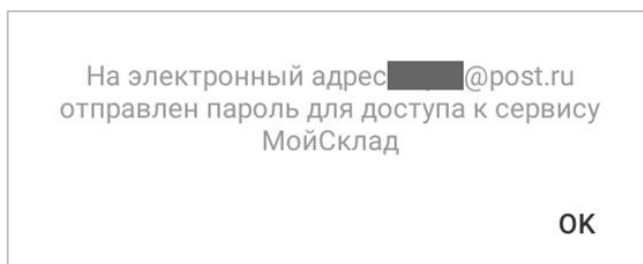 На электронный адрес @post.ru
отправлен пароль для доступа к сервису
МойСклад
OK